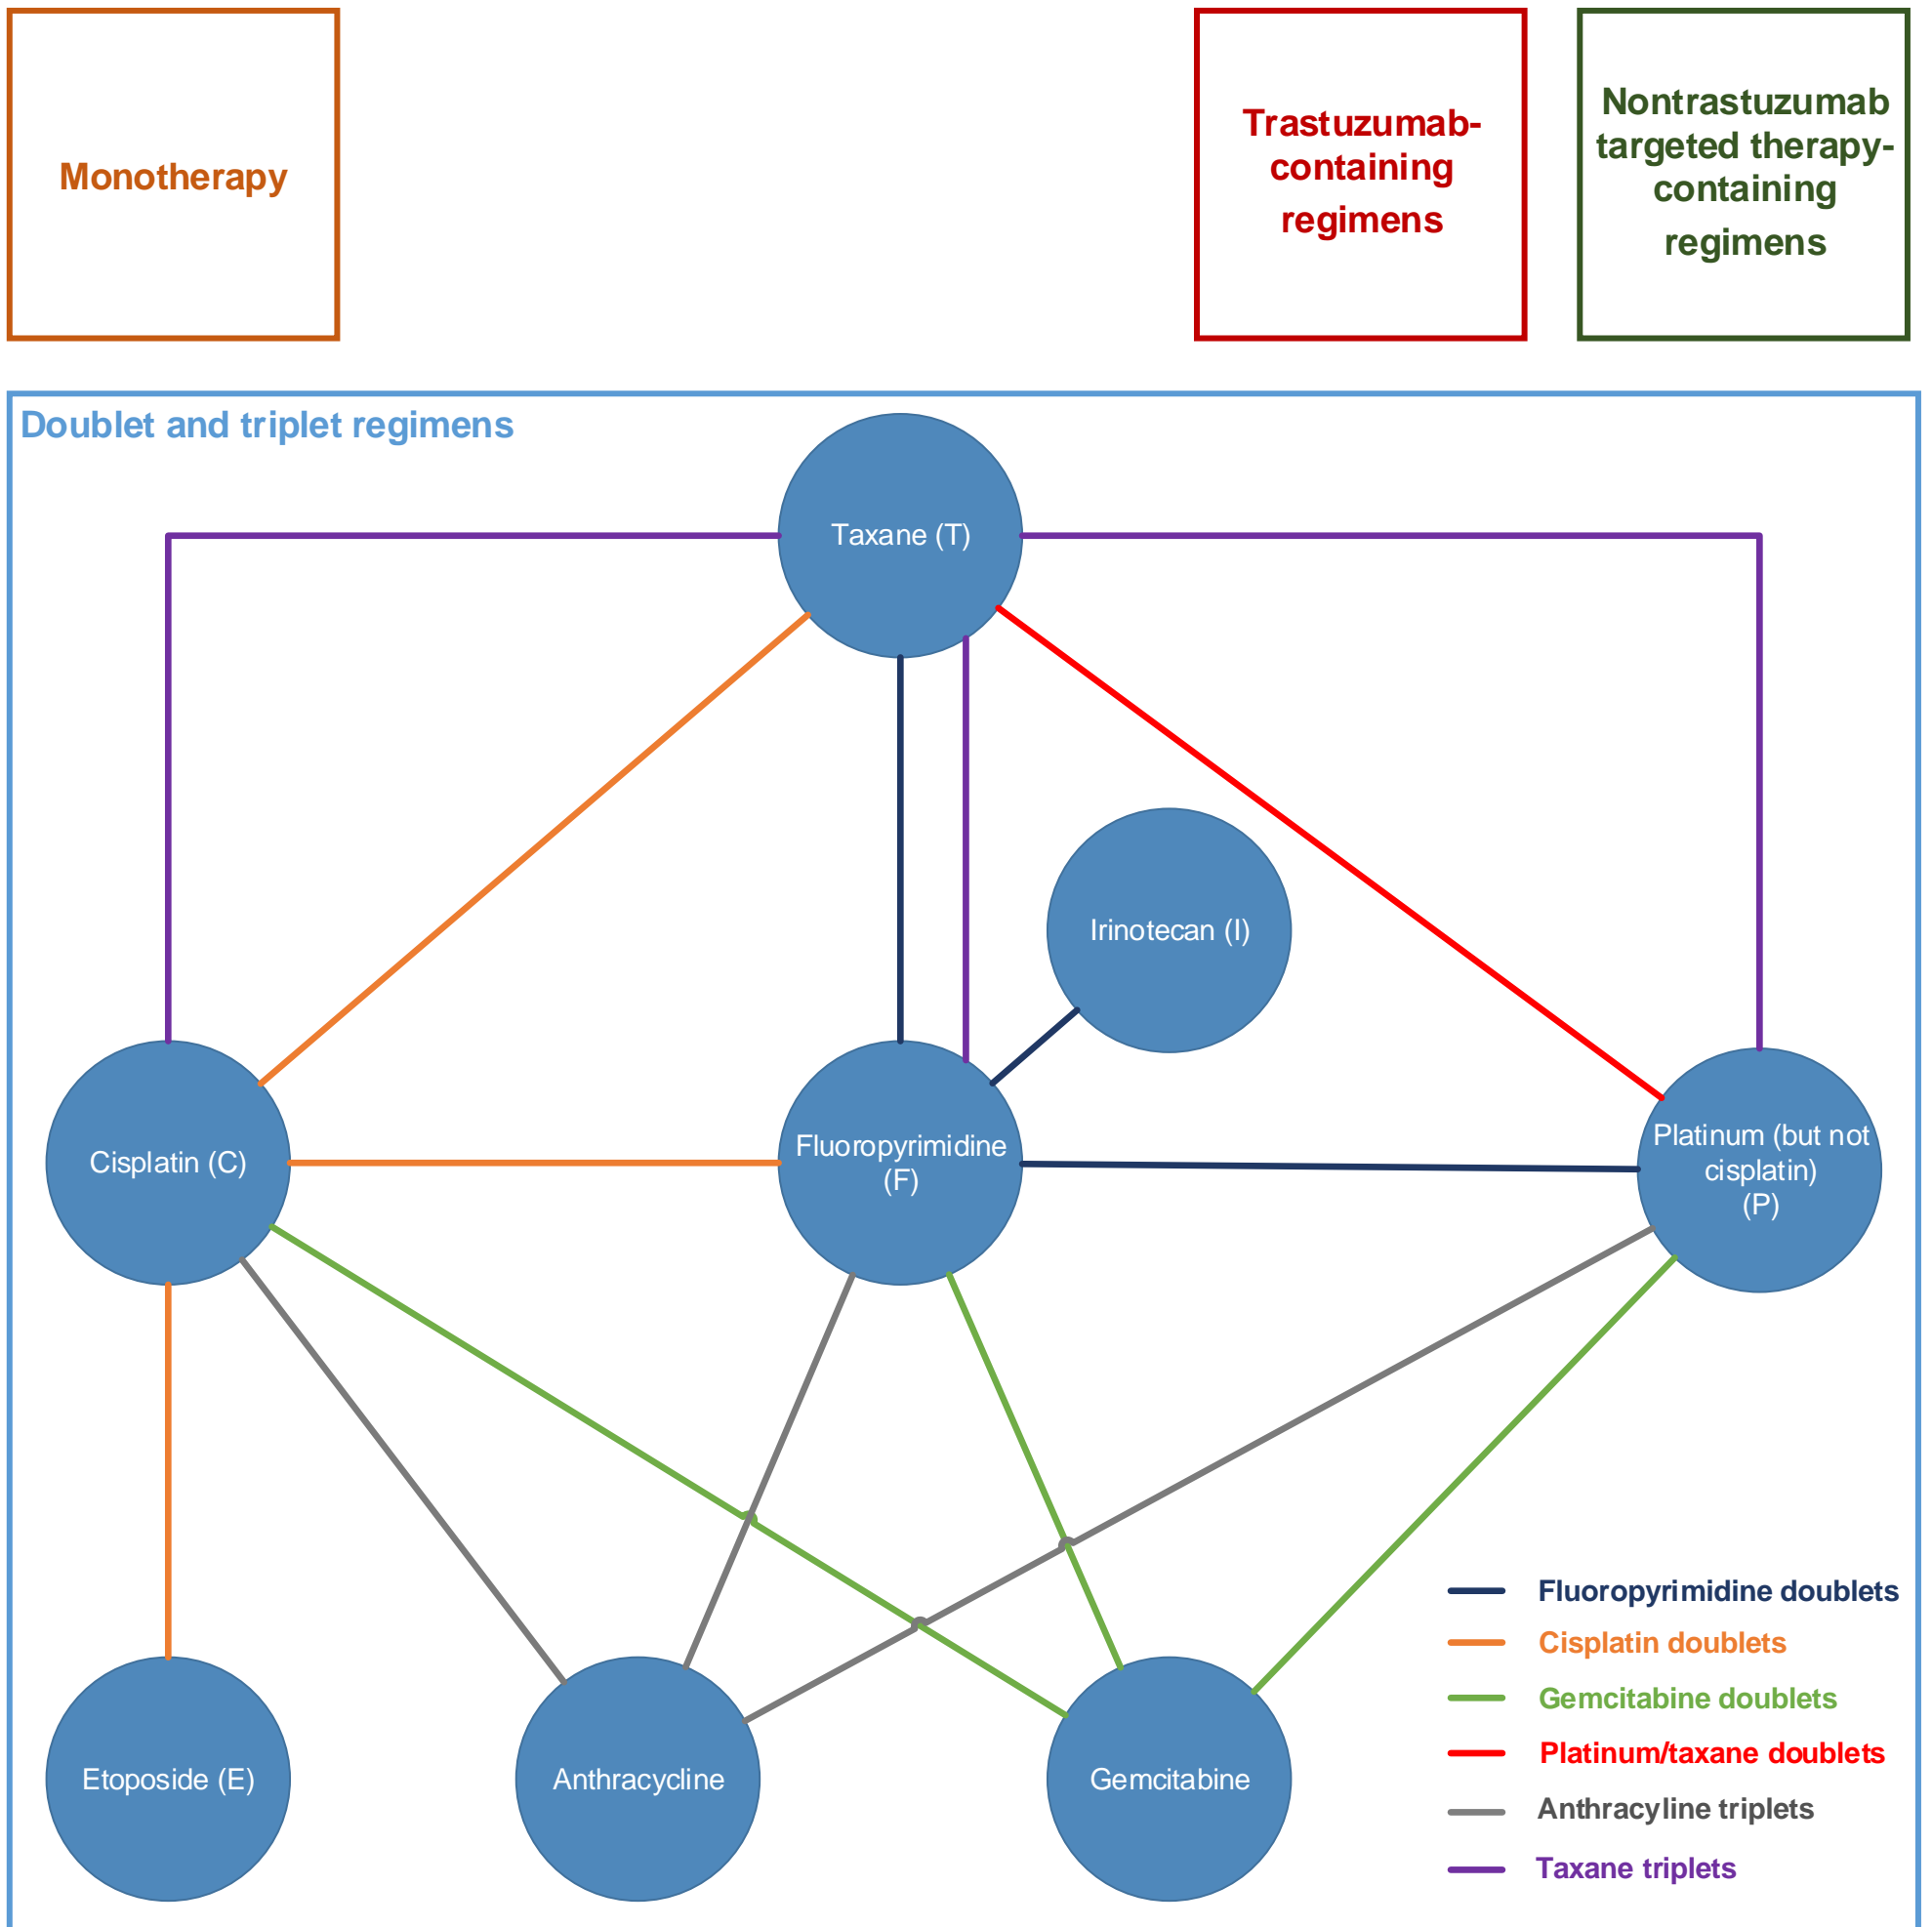 Monotherapy
Trastuzumab-
containing
regimens
Nontrastuzumab
targeted therapy-
containing
regimens
Doublet and triplet regimens
Taxane (T)
Irinotecan (I)
Cisplatin (C)
Fluoropyrimidine
(F)
Platinum (but not
cisplatin)
(P)
Etoposide (E)
Anthracycline
Gemcitabine
Fluoropyrimidine doublets
Cisplatin doublets
Gemcitabine doublets
Platinum/taxane doublets
Anthracyline triplets
Taxane triplets